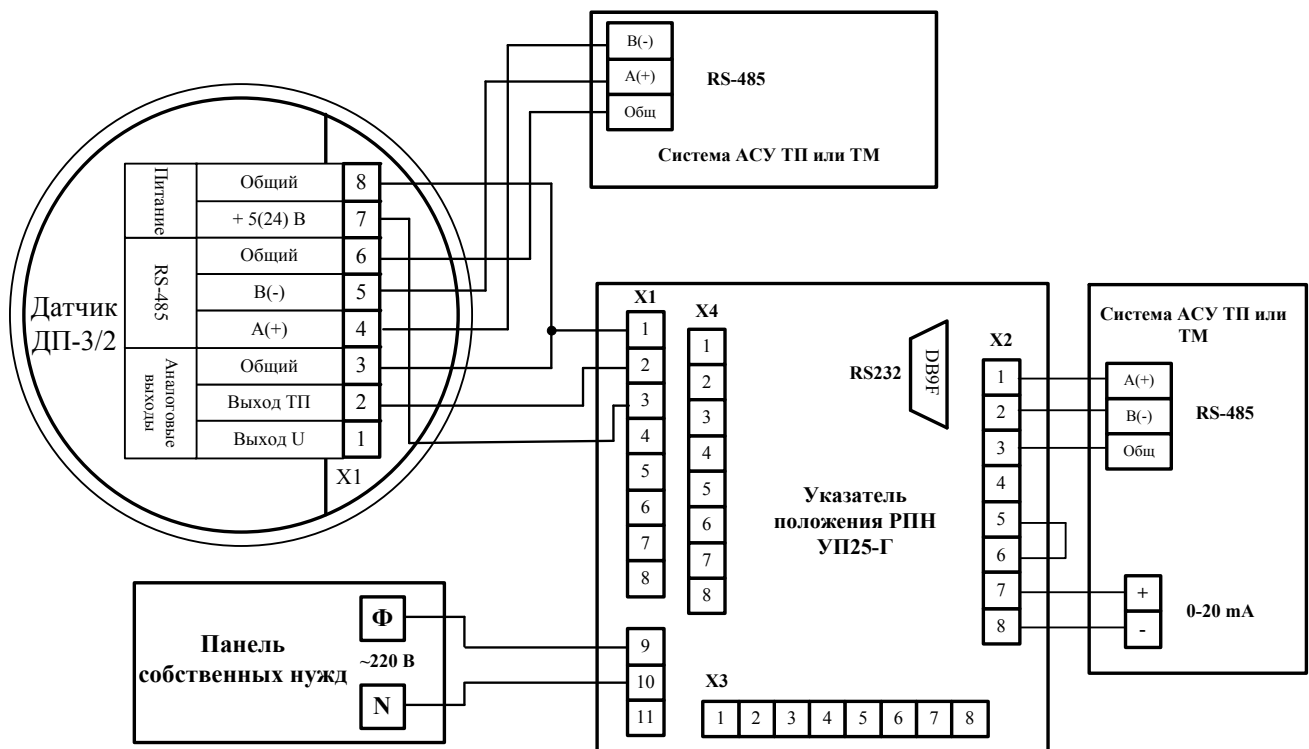 B(-)
A(+)
Общ
RS-485
Система АСУ ТП или ТМ
Датчик
ДП-3/2
Питание
Общий
8
+ 5(24) В
7
RS-485
Общий
6
B(-)
5
A(+)
4
Аналоговые
выходы
Общий
3
Выход ТП
2
Выход U
1
X1
X1
1
2
3
4
5
6
7
8
9
10
11
X4
1
2
3
4
5
6
7
8
RS232
DB9F
Указатель
положения РПН
УП25-Г
X2
1
2
3
4
5
6
7
8
X3
1
2
3
4
5
6
7
8
Система АСУ ТП или
ТМ
A(+)
B(-)
Общ
RS-485
+
-
0-20 mA
Панель
собственных нужд
Ф
~220 В
N